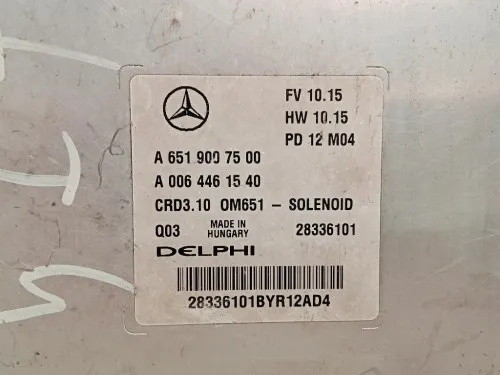 FV 10.15
HW 10.15
PD 12 M04
A 651 900 75 00
A 006 446 15 40
CRD3.10 OM651 - SOLENOID
Q03 MADE IN HUNGARY 28336101
DELPHI
28336101BYR12AD4